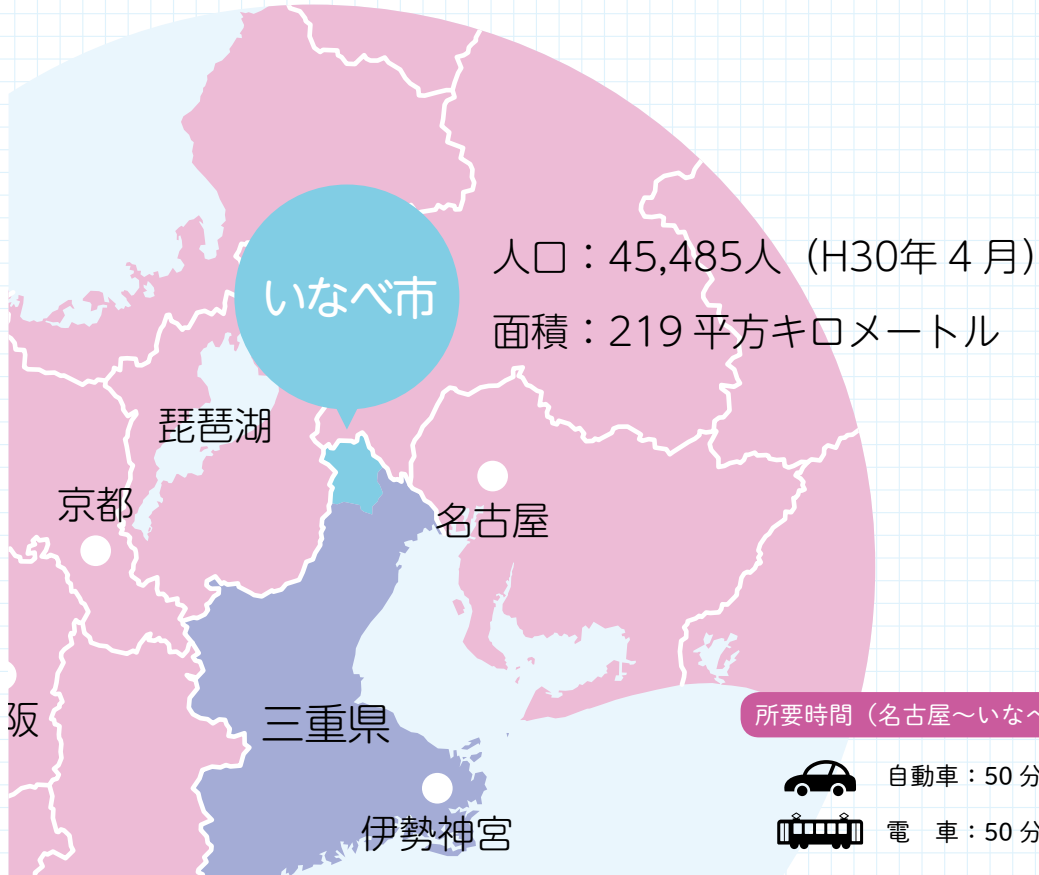 人口：45,485人（H30年４月）
いなべ市
面積：219 平方キロメートル
琵琶湖
京都
名古屋
阪
三重県
所要時間（名古屋〜いなべ
自動車：50 分
伊勢神宮
電　車：50 分